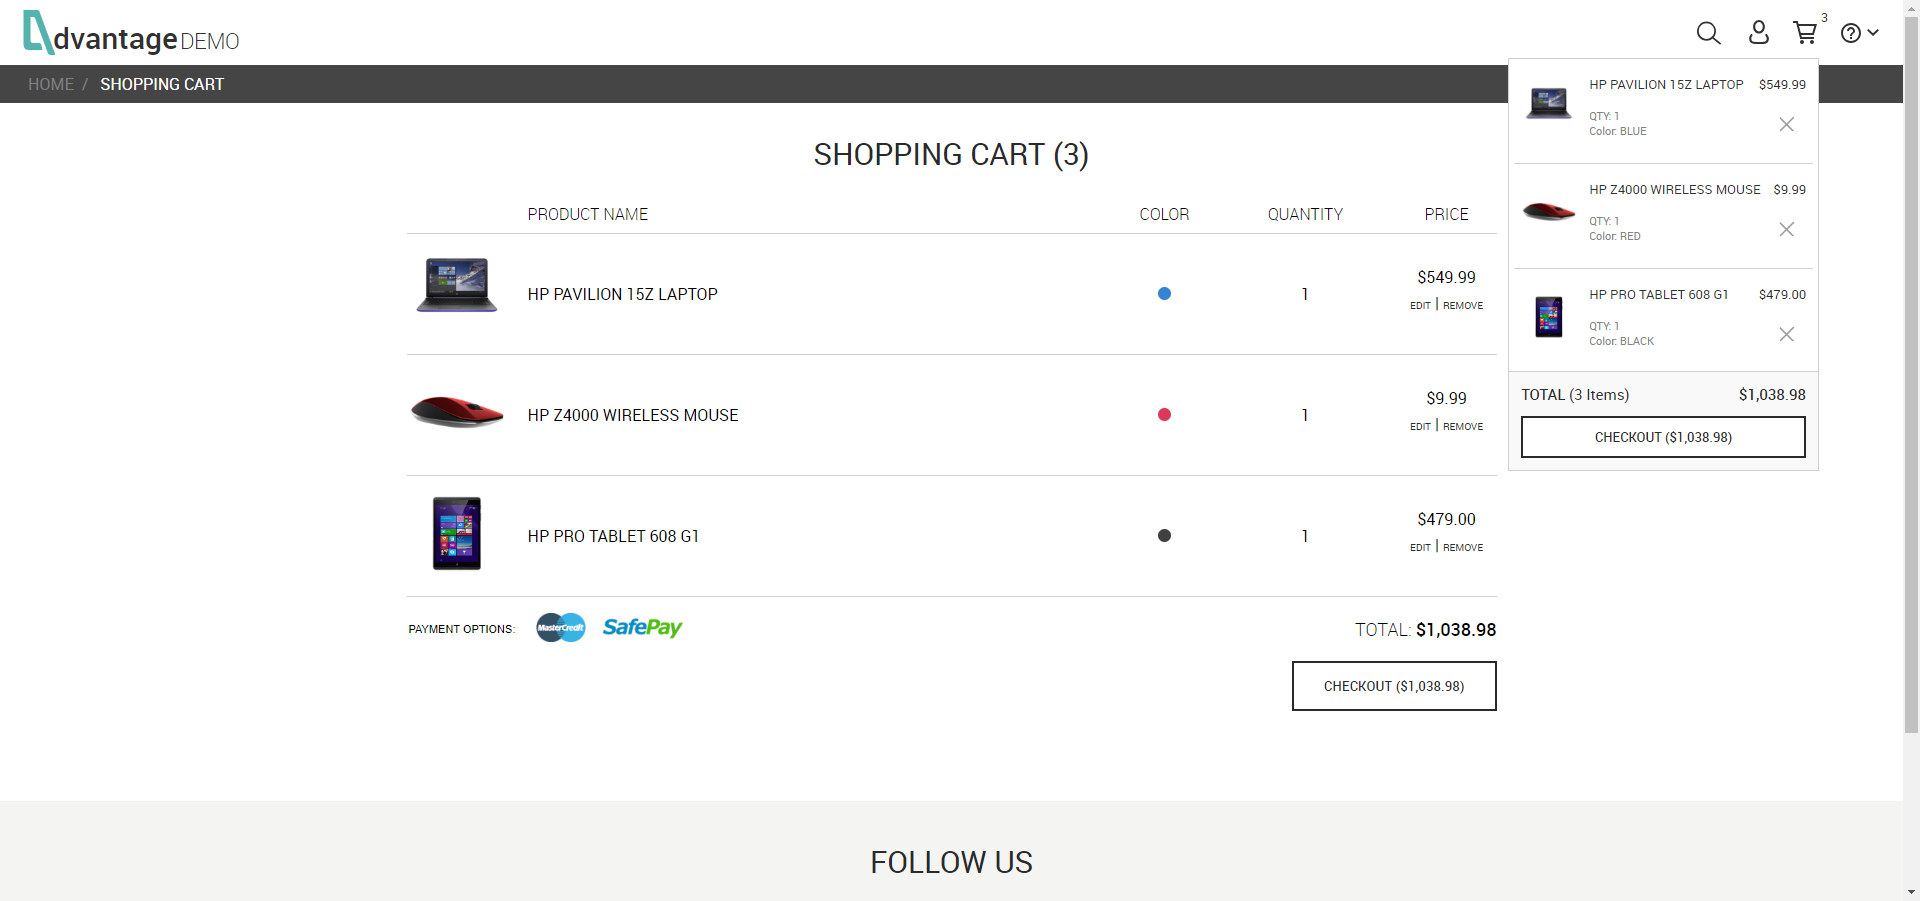 dvantage DEMO
3
HOME / SHOPPING CART
SHOPPING CART (3)
PRODUCT NAME COLOR QUANTITY PRICE
HP PAVILION 15Z LAPTOP 1 $549.99
EDIT | REMOVE
HP Z4000 WIRELESS MOUSE 1 $9.99
EDIT | REMOVE
HP PRO TABLET 608 G1 1 $479.00
EDIT | REMOVE
PAYMENT OPTIONS: MasterCredit SafePay TOTAL: $1,038.98
CHECKOUT ($1,038.98)
HP PAVILION 15Z LAPTOP $549.99
QTY: 1
Color: BLUE
HP Z4000 WIRELESS MOUSE $9.99
QTY: 1
Color: RED
HP PRO TABLET 608 G1 $479.00
QTY: 1
Color: BLACK
TOTAL (3 Items) $1,038.98
CHECKOUT ($1,038.98)
FOLLOW US